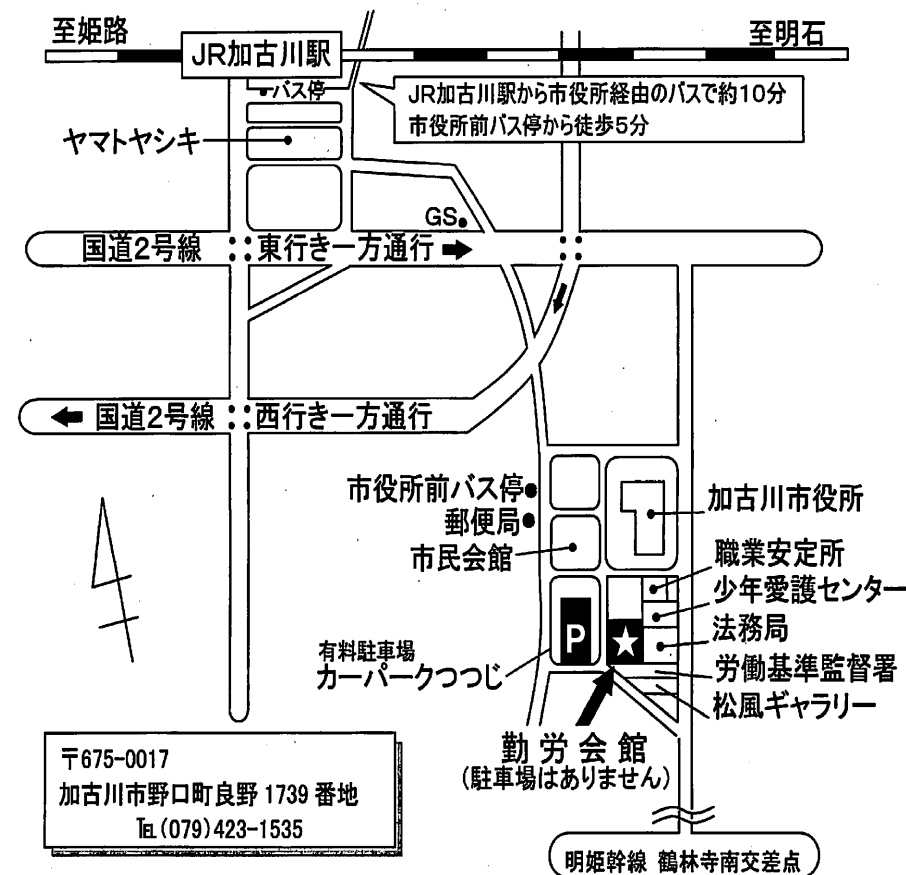 至姫路
至明石
JR加古川駅
バス停
JR加古川駅から市役所経由のバスで約10分
市役所前バス停から徒歩5分
ヤマトヤシキ
GS
国道2号線
東行き一方通行
国道2号線
西行き一方通行
市役所前バス停
郵便局
市民会館
加古川市役所
職業安定所
少年愛護センター
法務局
労働基準監督署
松風ギャラリー
P
有料駐車場
カーパークつつじ
勤労会館
(駐車場はありません)
〒675-0017
加古川市野口町良野 1739 番地
℡(079)423-1535
明姫幹線 鶴林寺南交差点